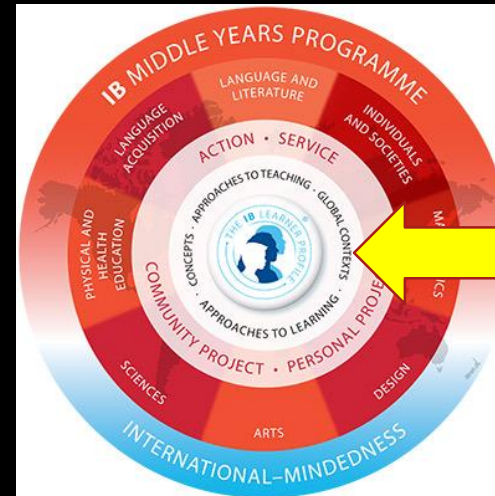 IB MIDDLE YEARS PROGRAMME
LANGUAGE AND
LITERATURE
LANGUAGE
ACQUISITION
INDIVIDUALS
AND SOCIETIES
PHYSICAL AND
HEALTH
EDUCATION
SCIENCES
ARTS
DESIGN
ACTION · SERVICE
COMMUNITY PROJECT · PERSONAL PROJE
CONCEPTS · APPROACHES TO TEACHING · GLOBAL CONTEXTS ·
· APPROACHES TO LEARNING ·
THE IB LEARNER PROFILE
INTERNATIONAL–MINDEDNESS